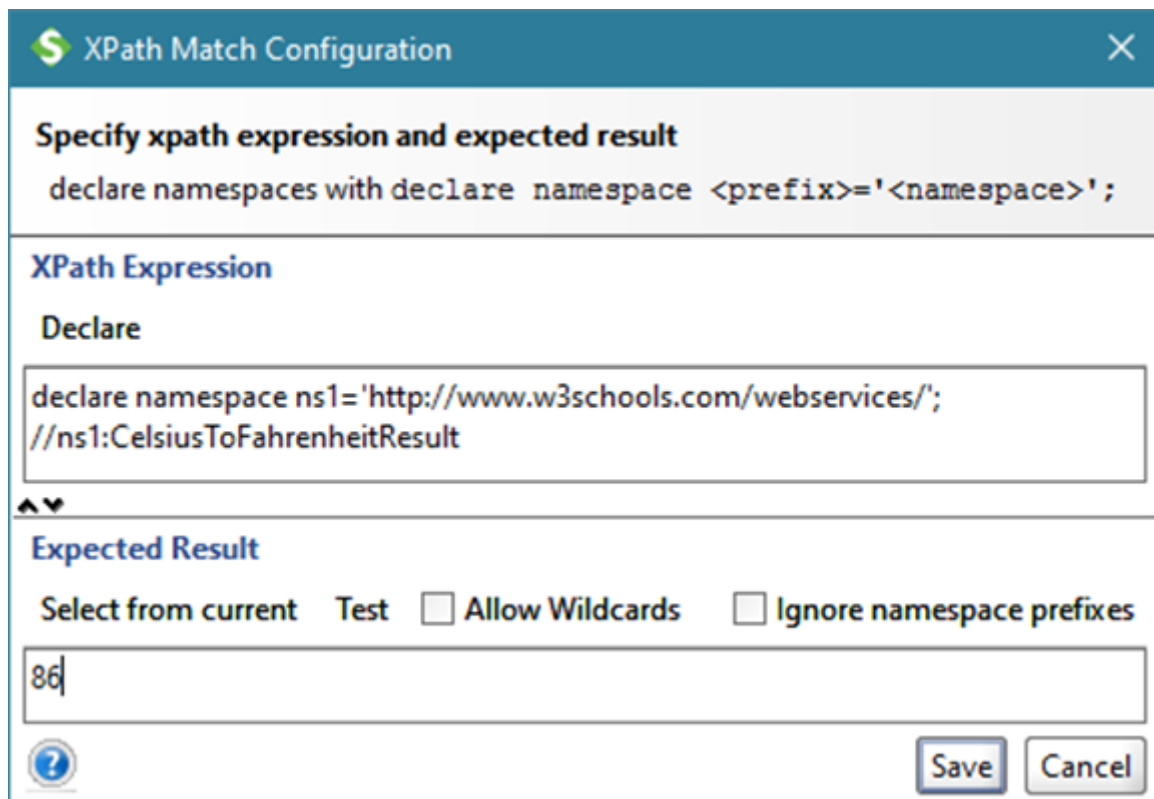 XPath Match Configuration
Specify xpath expression and expected result
declare namespaces with declare namespace <prefix>='<namespace>';
XPath Expression
Declare
declare namespace ns1='http://www.w3schools.com/webservices/';
//ns1:CelsiusToFahrenheitResult
Expected Result
Select from current Test Allow Wildcards Ignore namespace prefixes
86
Save Cancel